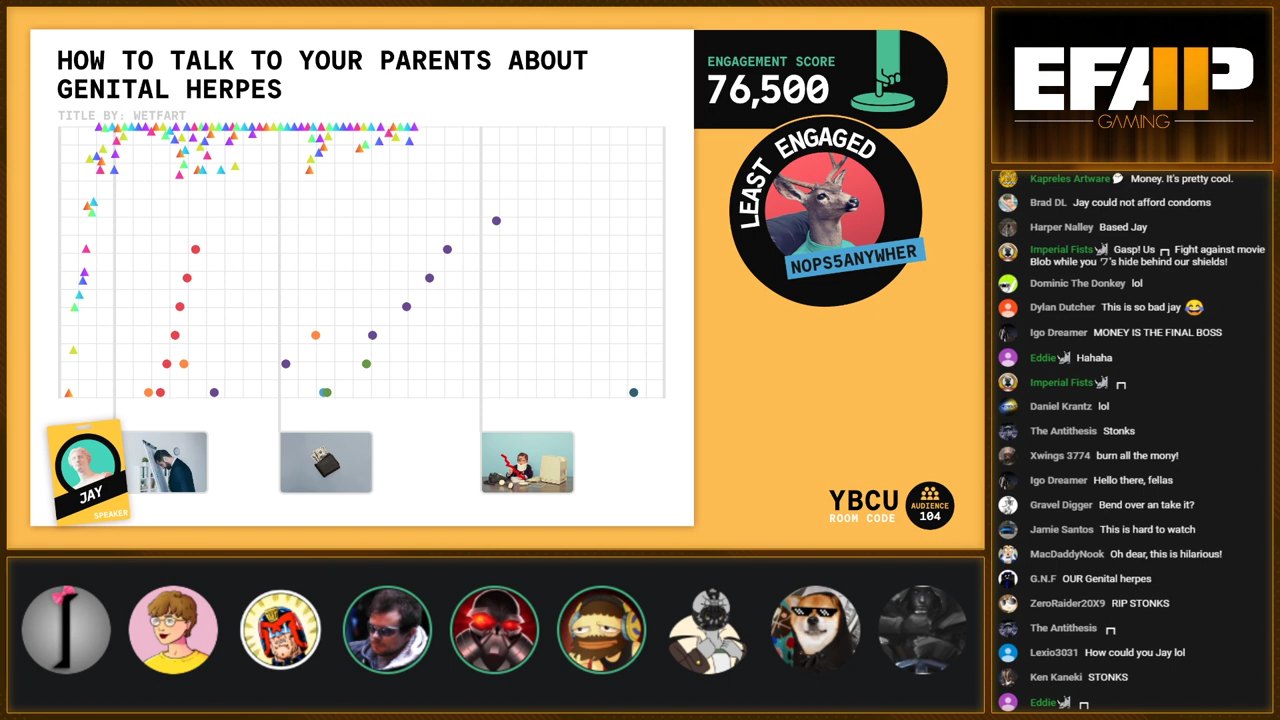 HOW TO TALK TO YOUR PARENTS ABOUT
GENITAL HERPES
TITLE BY: WETFART
ENGAGEMENT SCORE
76,500
LEAST ENGAGED
NOPS5ANYWHER
JAY
SPEAKER
YBCU
ROOM CODE
AUDIENCE
104
EFAP
GAMING
Kapreles Artware Money. It's pretty cool.
Brad DL Jay could not afford condoms
Harper Nalley Based Jay
Imperial Fists Gasp! Us ┌┐ Fight against movie
Blob while you ワ's hide behind our shields!
Dominic The Donkey lol
Dylan Dutcher This is so bad jay 😂
Igo Dreamer MONEY IS THE FINAL BOSS
Eddie Hahaha
Imperial Fists ┌┐
Daniel Krantz lol
The Antithesis Stonks
Xwings 3774 burn all the mony!
Igo Dreamer Hello there, fellas
Gravel Digger Bend over an take it?
Jamie Santos This is hard to watch
MacDaddyNook Oh dear, this is hilarious!
G.N.F OUR Genital herpes
ZeroRaider20X9 RIP STONKS
The Antithesis ┌┐
Lexio3031 How could you Jay lol
Ken Kaneki STONKS
Eddie ┌┐